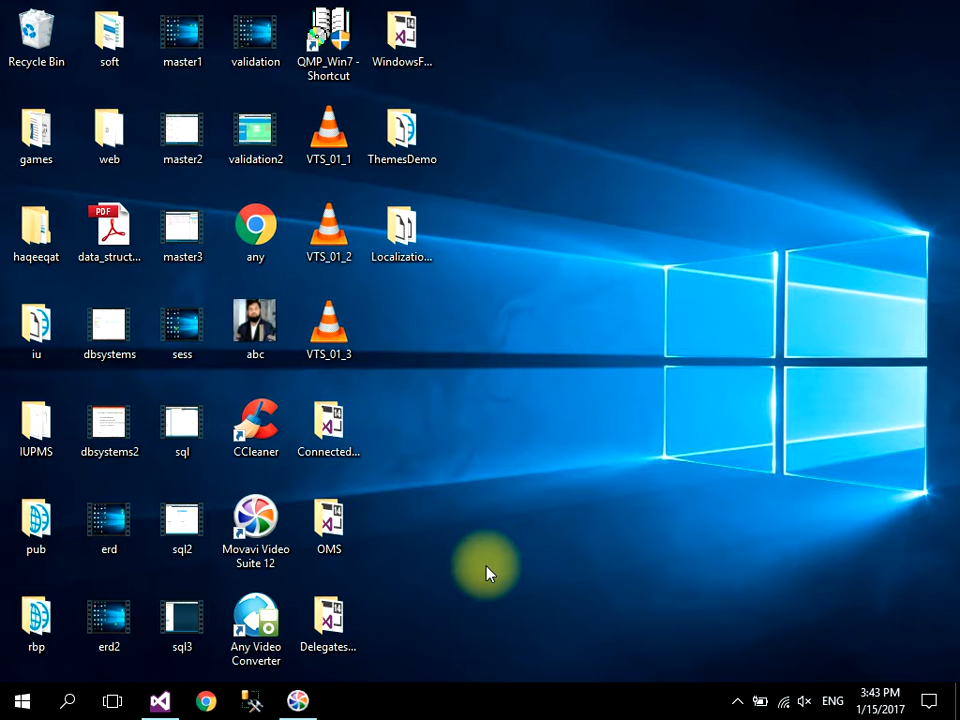 Recycle Bin
soft
master1
validation
QMP_Win7 -
Shortcut
WindowsF...
games
web
master2
validation2
VTS_01_1
ThemesDemo
haqeeqat
PDF
data_struct...
master3
any
VTS_01_2
Localizatio...
iu
dbsystems
sess
abc
VTS_01_3
IUPMS
dbsystems2
sql
CCleaner
Connected...
pub
erd
sql2
Movavi Video
Suite 12
OMS
rbp
erd2
sql3
Any Video
Converter
Delegates...
ENG
3:43 PM
1/15/2017